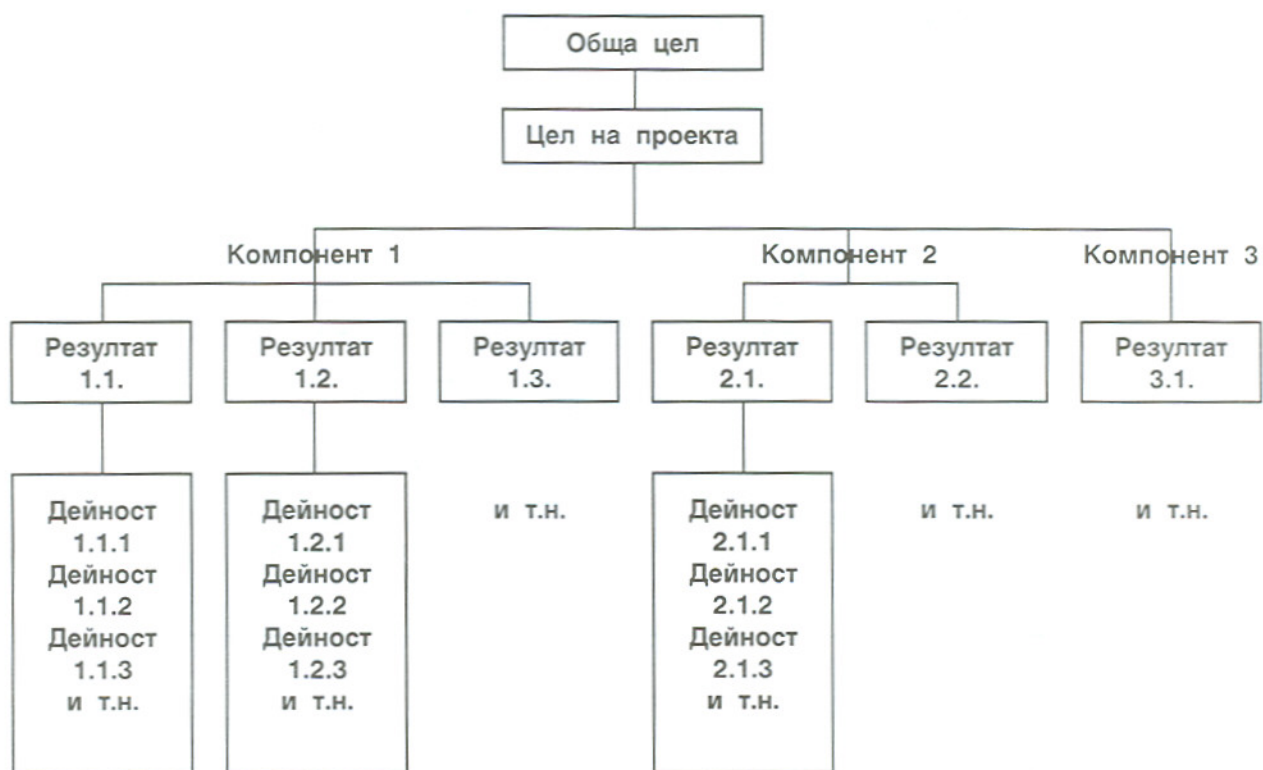 Обща цел
Цел на проекта
Компонент 1
Компонент 2
Компонент 3
Резултат
1.1.
Резултат
1.2.
Резултат
1.3.
Резултат
2.1.
Резултат
2.2.
Резултат
3.1.
Дейност
1.1.1
Дейност
1.1.2
Дейност
1.1.3
и т.н.
Дейност
1.2.1
Дейност
1.2.2
Дейност
1.2.3
и т.н.
и т.н.
Дейност
2.1.1
Дейност
2.1.2
Дейност
2.1.3
и т.н.
и т.н.
и т.н.